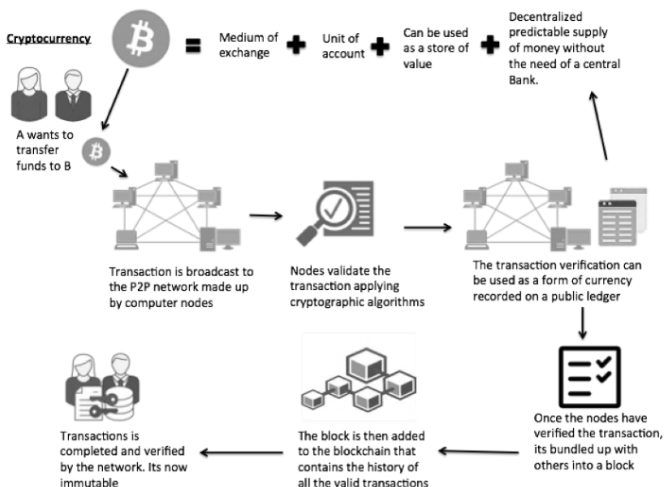 Cryptocurrency
Medium of
exchange
Unit of
account
Can be used
as a store of
value
Decentralized
predictable supply
of money without
the need of a central
Bank.
A wants to
transfer
funds to B
Transaction is broadcast to
the P2P network made up
by computer nodes
Nodes validate the
transaction applying
cryptographic algorithms
The transaction verification can
be used as a form of currency
recorded on a public ledger
Once the nodes have
verified the transaction,
its bundled up with
others into a block
The block is then added
to the blockchain that
contains the history of
all the valid transactions
Transactions is
completed and verified
by the network. Its now
immutable